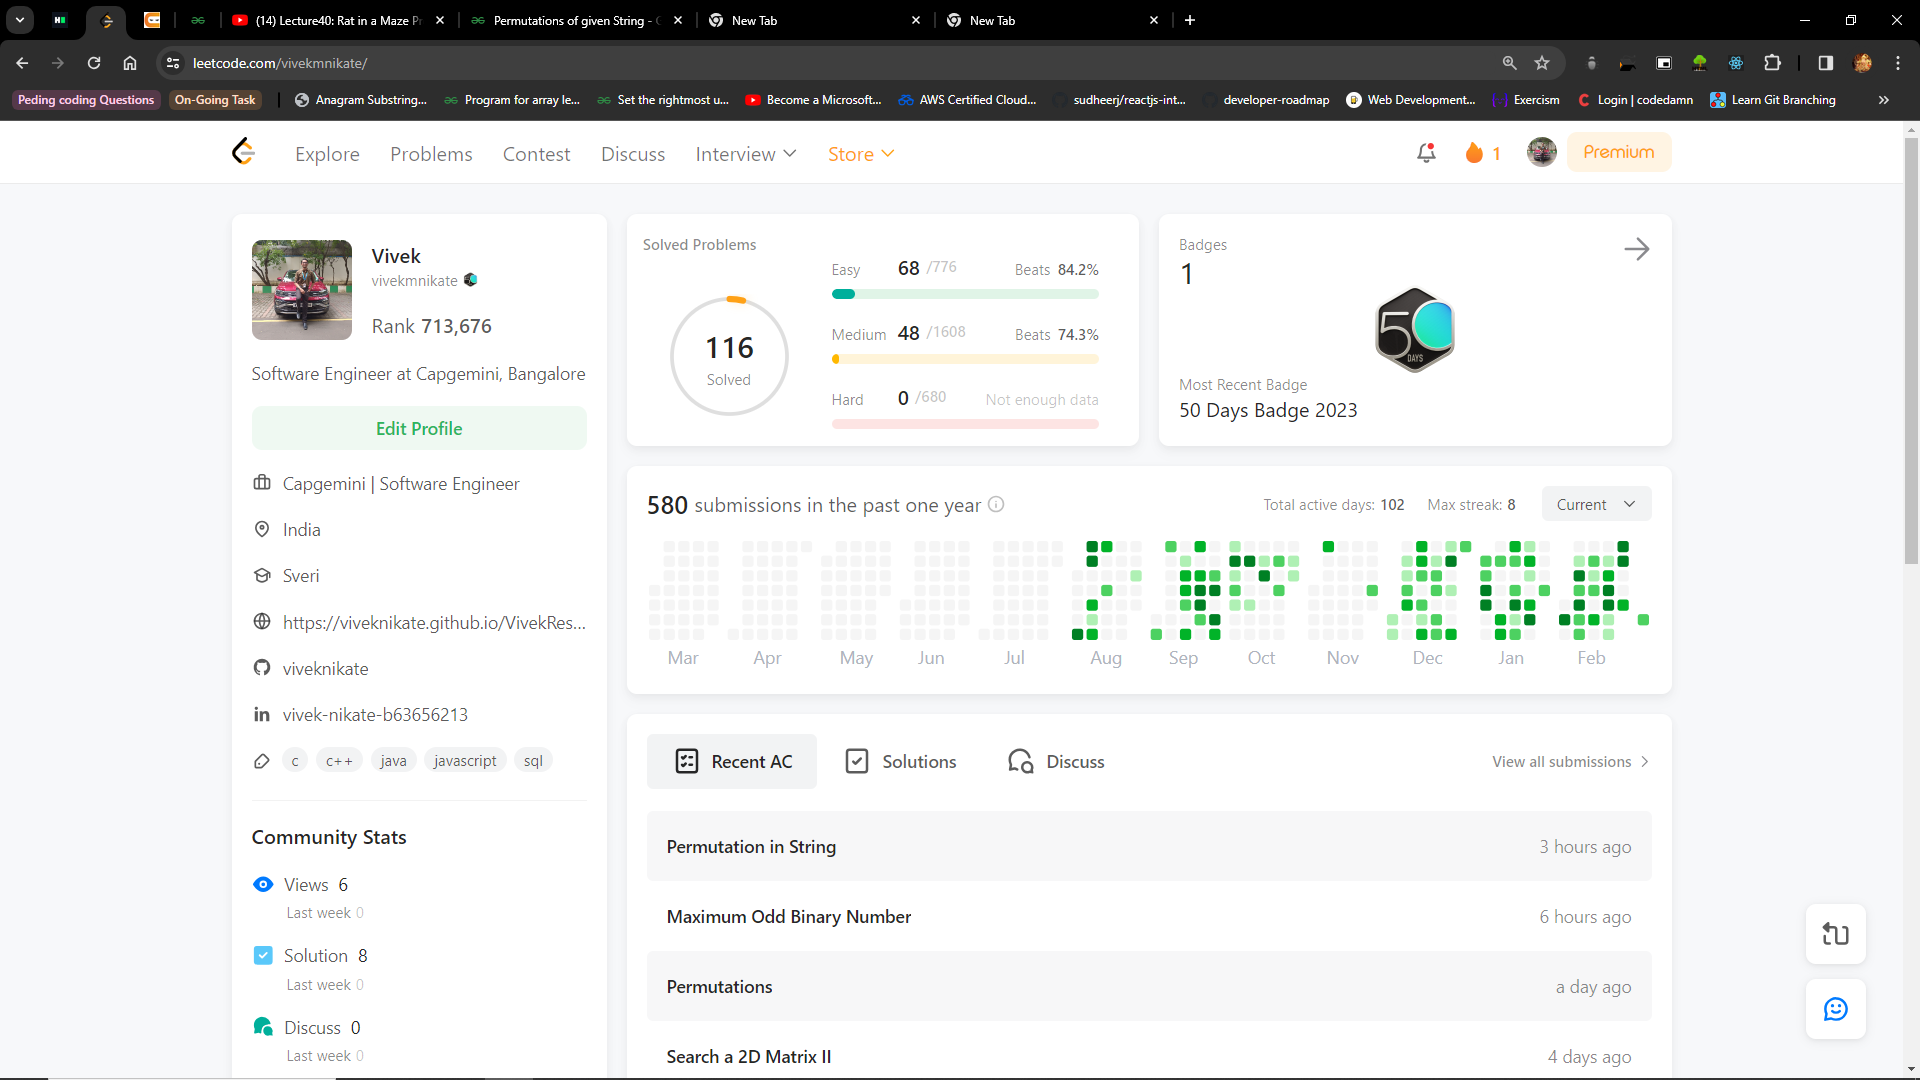 (14) Lecture40: Rat in a Maze Pr
Permutations of given String - G
New Tab
New Tab
leetcode.com/vivekmnikate/
Peding coding Questions
On-Going Task
Anagram Substring...
Program for array le...
Set the rightmost u...
Become a Microsoft...
AWS Certified Cloud...
sudheerj/reactjs-int...
developer-roadmap
Web Development...
Exercism
Login | codedamn
Learn Git Branching
Explore
Problems
Contest
Discuss
Interview
Store
1
Premium
Vivek
vivekmnikate
Rank 713,676
Software Engineer at Capgemini, Bangalore
Edit Profile
Capgemini | Software Engineer
India
Sveri
https://viveknikate.github.io/VivekRes...
viveknikate
vivek-nikate-b63656213
c
c++
java
javascript
sql
Community Stats
Views 6
Last week 0
Solution 8
Last week 0
Discuss 0
Last week 0
Solved Problems
116
Solved
Easy 68 /776 Beats 84.2%
Medium 48 /1608 Beats 74.3%
Hard 0 /680 Not enough data
Badges
1
50
DAYS
Most Recent Badge
50 Days Badge 2023
580 submissions in the past one year
Total active days: 102
Max streak: 8
Current
Mar Apr May Jun Jul Aug Sep Oct Nov Dec Jan Feb
Recent AC
Solutions
Discuss
View all submissions
Permutation in String 3 hours ago
Maximum Odd Binary Number 6 hours ago
Permutations a day ago
Search a 2D Matrix II 4 days ago